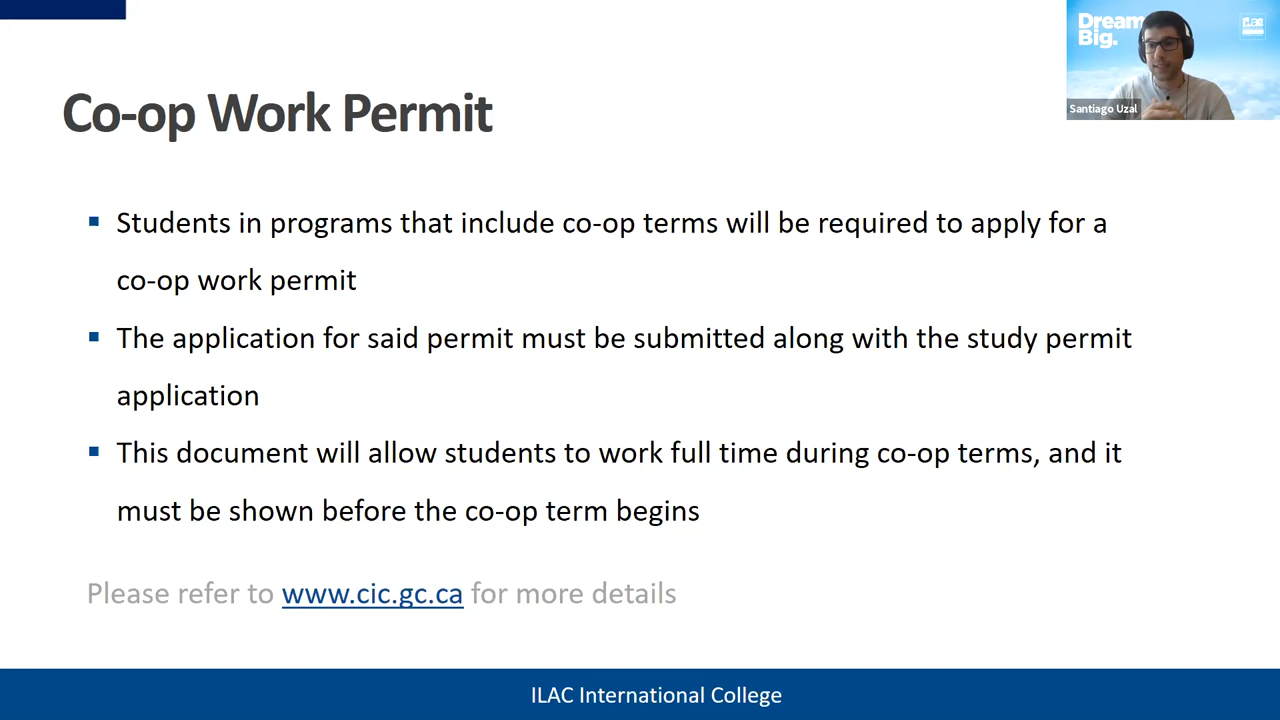 Dream
Big.
ilac
Santiago Uzal
Co-op Work Permit
▪ Students in programs that include co-op terms will be required to apply for a
co-op work permit
▪ The application for said permit must be submitted along with the study permit
application
▪ This document will allow students to work full time during co-op terms, and it
must be shown before the co-op term begins
Please refer to www.cic.gc.ca for more details
ILAC International College